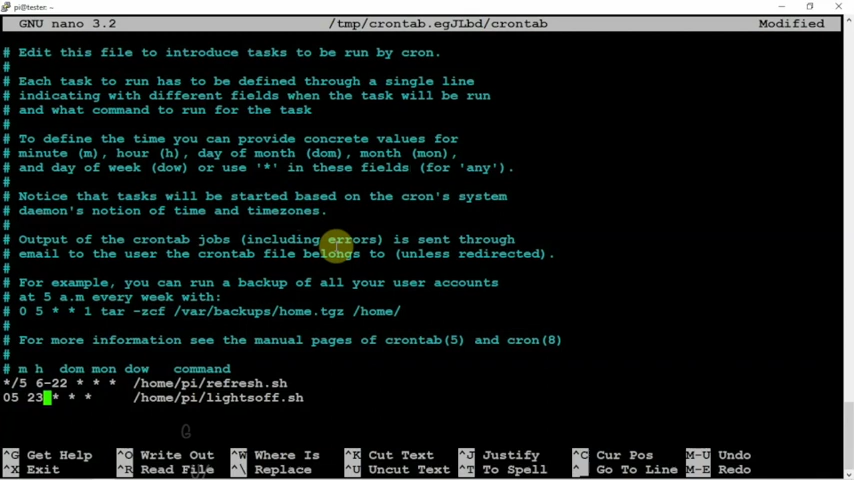 pi@tester: ~
GNU nano 3.2 /tmp/crontab.egJLbd/crontab Modified
# Edit this file to introduce tasks to be run by cron.
#
# Each task to run has to be defined through a single line
# indicating with different fields when the task will be run
# and what command to run for the task
#
# To define the time you can provide concrete values for
# minute (m), hour (h), day of month (dom), month (mon),
# and day of week (dow) or use '*' in these fields (for 'any').
#
# Notice that tasks will be started based on the cron's system
# daemon's notion of time and timezones.
#
# Output of the crontab jobs (including errors) is sent through
# email to the user the crontab file belongs to (unless redirected).
#
# For example, you can run a backup of all your user accounts
# at 5 a.m every week with:
# 0 5 * * 1 tar -zcf /var/backups/home.tgz /home/
#
# For more information see the manual pages of crontab(5) and cron(8)
#
# m h dom mon dow command
*/5 6-22 * * * /home/pi/refresh.sh
05 23 * * * /home/pi/lightsoff.sh
G
^G Get Help ^O Write Out ^W Where Is ^K Cut Text ^J Justify ^C Cur Pos M-U Undo
^X Exit ^R Read File ^\ Replace ^U Uncut Text ^T To Spell ^_ Go To Line M-E Redo